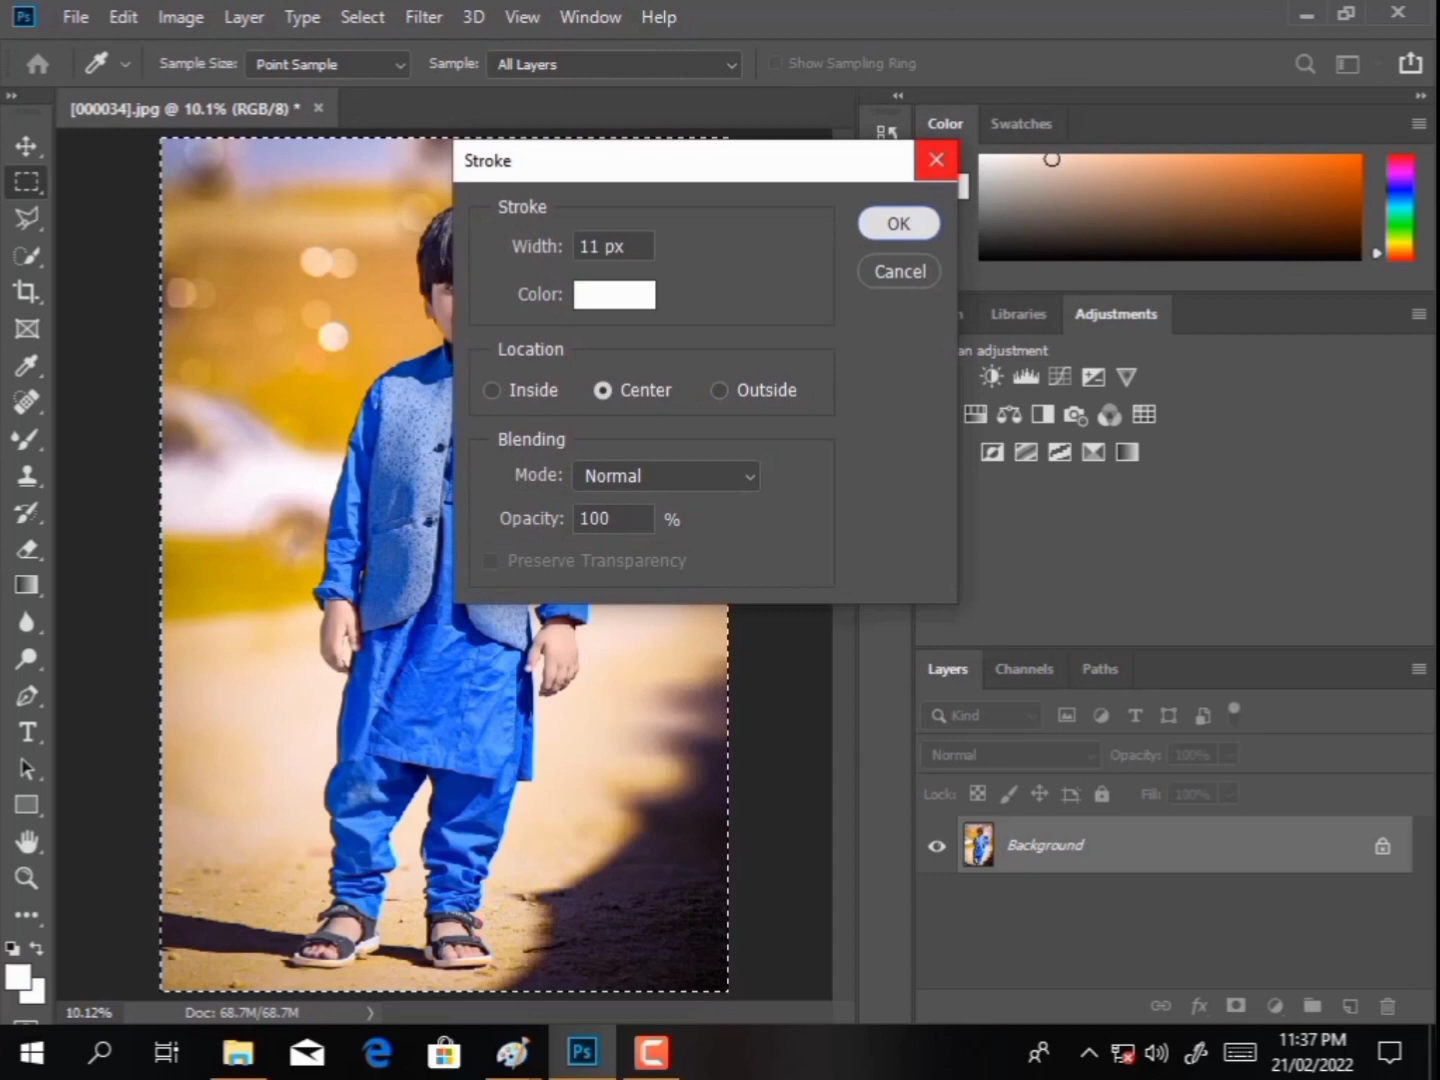 Ps File Edit Image Layer Type Select Filter 3D View Window Help
Sample Size: Point Sample Sample: All Layers Show Sampling Ring
[000034].jpg @ 10.1% (RGB/8) *
Color Swatches
Stroke
Stroke
Width: 11 px
Color:
OK
Cancel
Location
Inside Center Outside
Blending
Mode: Normal
Opacity: 100 %
Preserve Transparency
Libraries Adjustments
an adjustment
Layers Channels Paths
Kind
Normal Opacity: 100%
Lock: Fill: 100%
Background
T
fx
10.12% Doc: 68.7M/68.7M
Ps
11:37 PM
21/02/2022